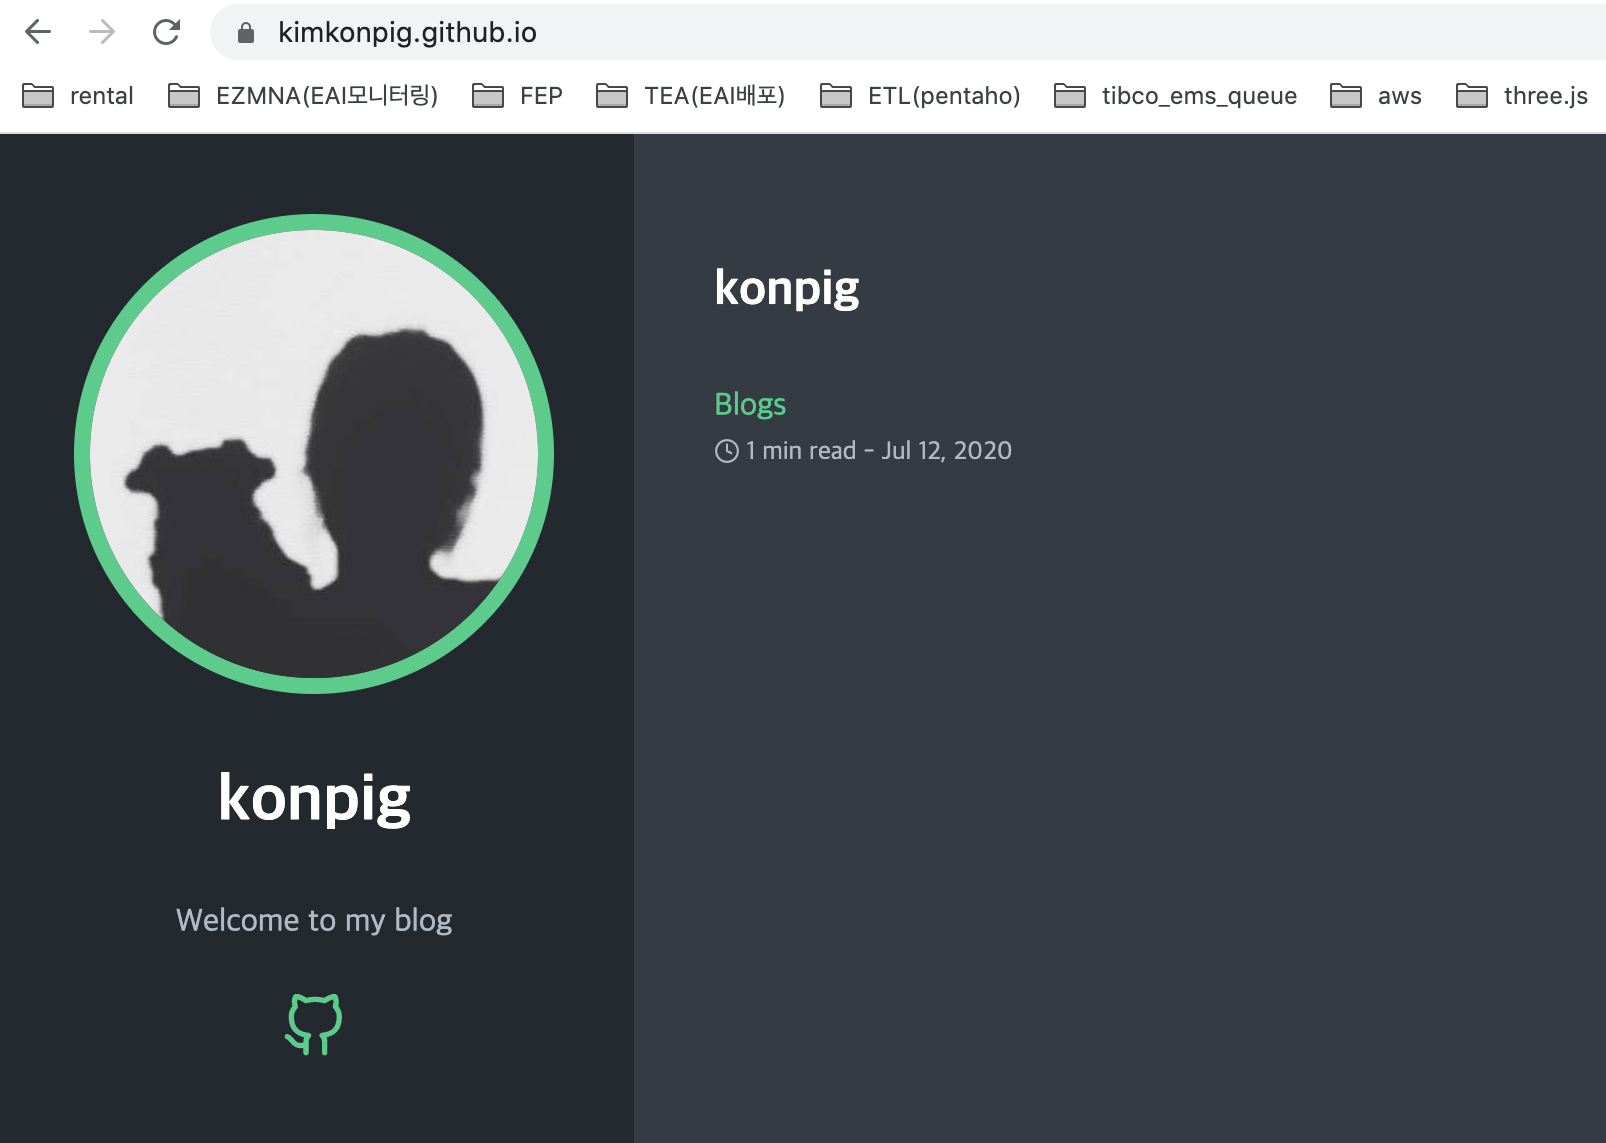 kimkonpig.github.io
rental EZMNA(EAI모니터링) FEP TEA(EAI배포) ETL(pentaho) tibco_ems_queue aws three.js
konpig
Welcome to my blog
konpig
Blogs
1 min read - Jul 12, 2020